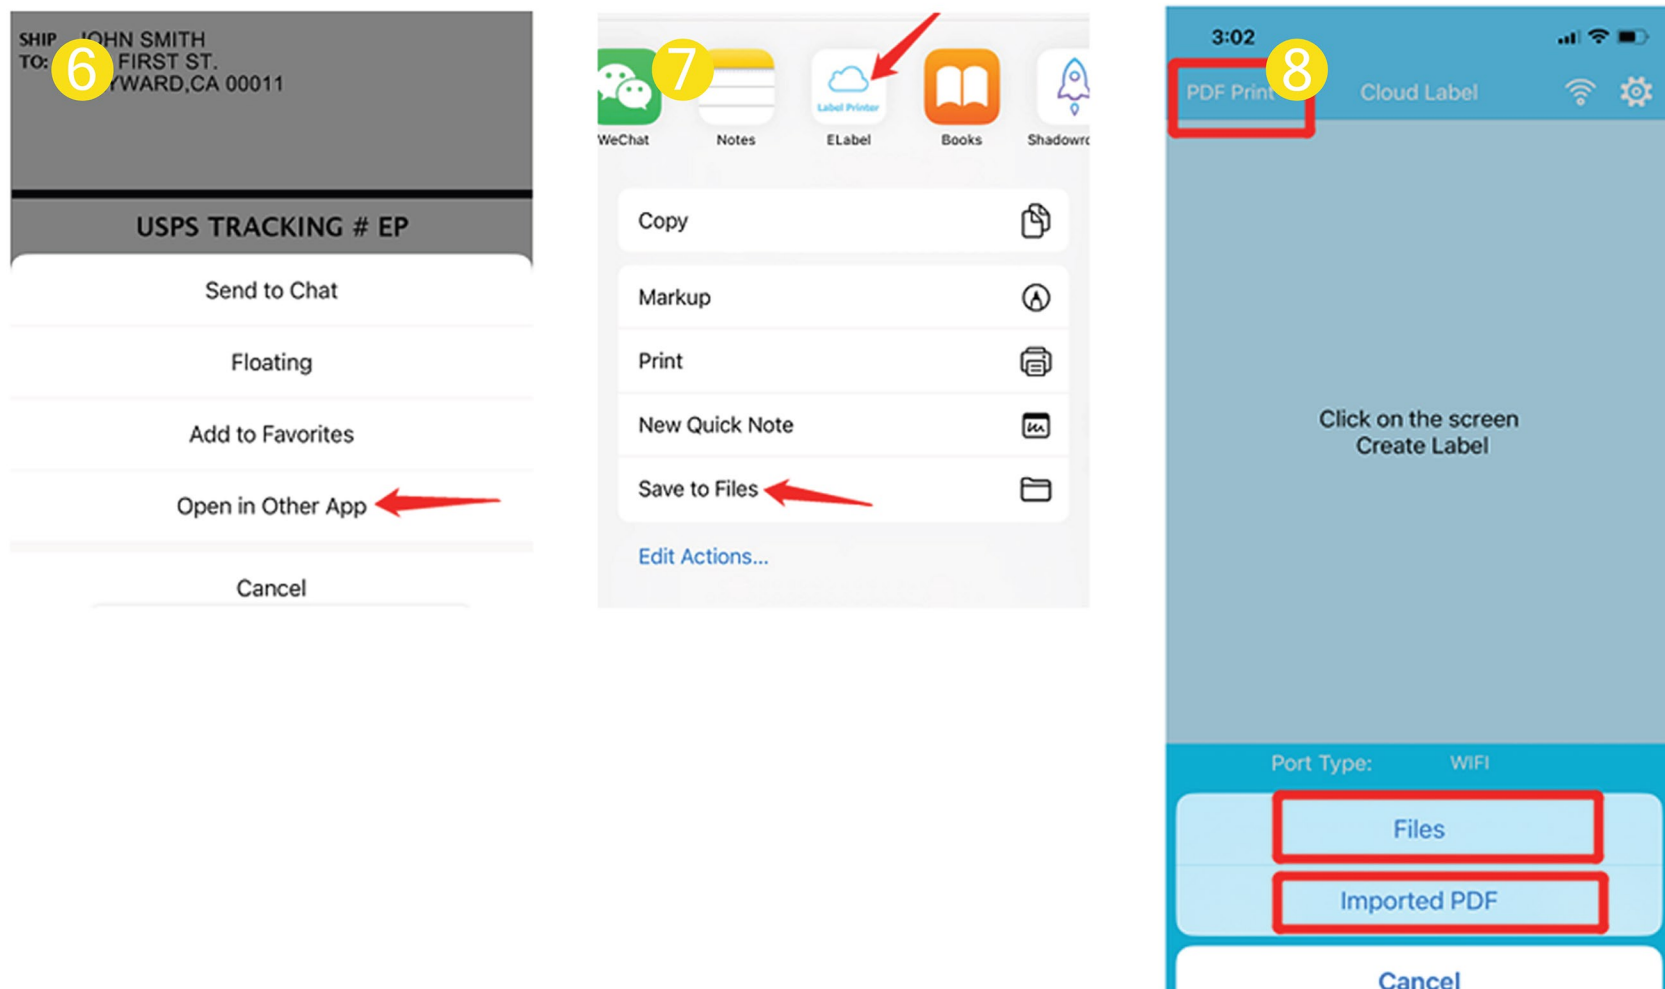 6
SHIP JOHN SMITH
TO: FIRST ST.
YWARD,CA 00011
USPS TRACKING # EP
Send to Chat
Floating
Add to Favorites
Open in Other App
Cancel
7
Label Printer
WeChat Notes ELabel Books Shadowro
Copy
Markup
Print
New Quick Note
Save to Files
Edit Actions...
8
3:02
PDF Print Cloud Label
Click on the screen
Create Label
Port Type: WIFI
Files
Imported PDF
Cancel